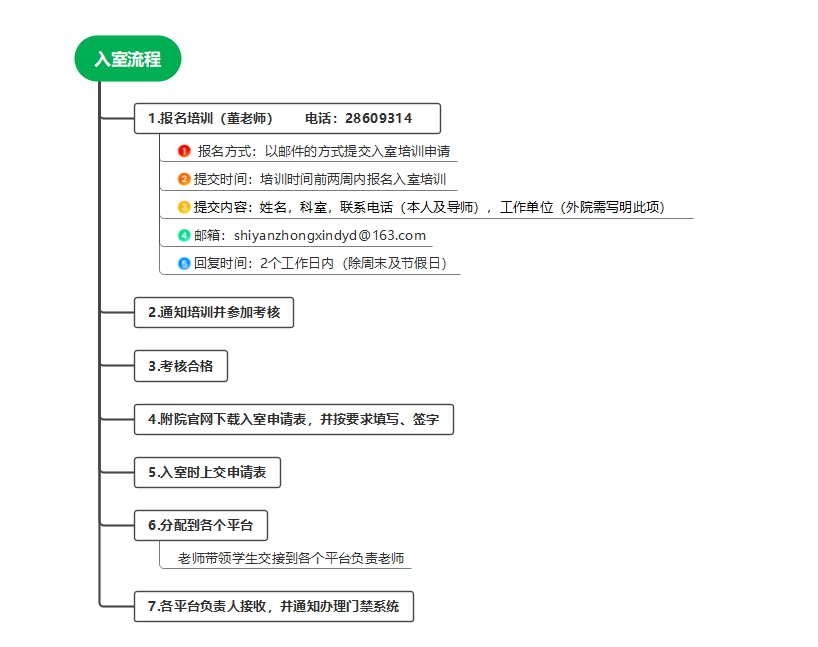 入室流程
1.报名培训（董老师） 电话：28609314
1 报名方式：以邮件的方式提交入室培训申请
2 提交时间：培训时间前两周内报名入室培训
3 提交内容：姓名，科室，联系电话（本人及导师），工作单位（外院需写明此项）
4 邮箱：shiyanzhongxindyd@163.com
5 回复时间：2个工作日内（除周末及节假日）
2.通知培训并参加考核
3.考核合格
4.附院官网下载入室申请表，并按要求填写、签字
5.入室时上交申请表
6.分配到各个平台
老师带领学生交接到各个平台负责老师
7.各平台负责人接收，并通知办理门禁系统